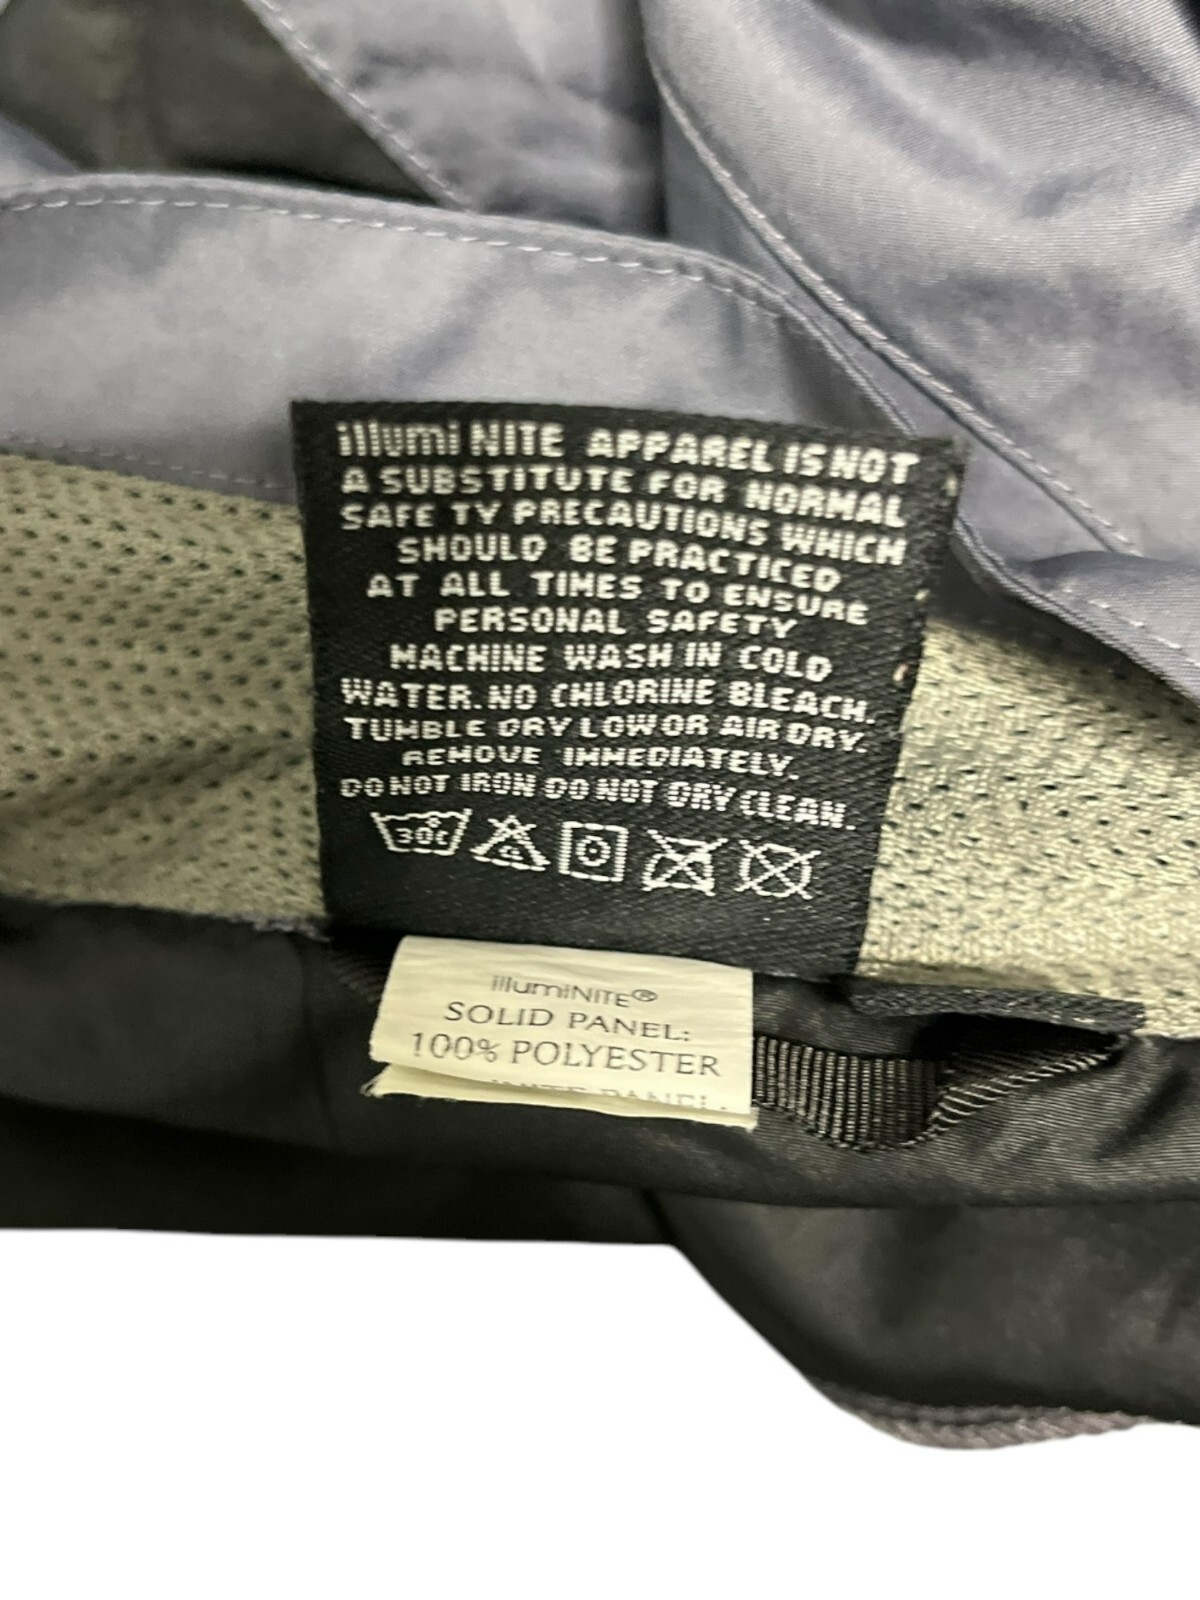 illumi NITE APPAREL IS NOT
A SUBSTITUTE FOR NORMAL
SAFE TY PRECAUTIONS WHICH
SHOULD BE PRACTICED
AT ALL TIMES TO ENSURE
PERSONAL SAFETY
MACHINE WASH IN COLD
WATER. NO CHLORINE BLEACH.
TUMBLE DRY LOW OR AIR DRY.
REMOVE IMMEDIATELY.
DO NOT IRON DO NOT DRY CLEAN.
30C
illumiNITE®
SOLID PANEL:
100% POLYESTER
PANEL: